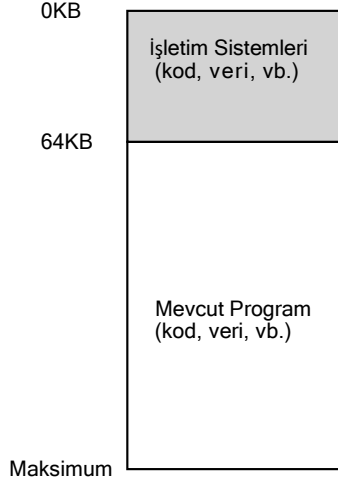 0KB
İşletim Sistemleri
(kod, veri, vb.)
64KB
Mevcut Program
(kod, veri, vb.)
Maksimum